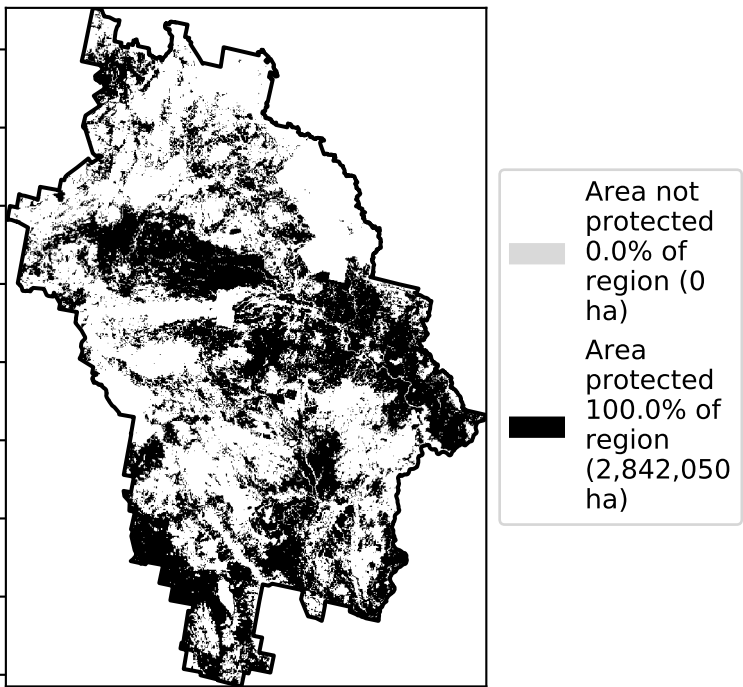 Area not
protected
0.0% of
region (0
ha)
Area
protected
100.0% of
region
(2,842,050
ha)